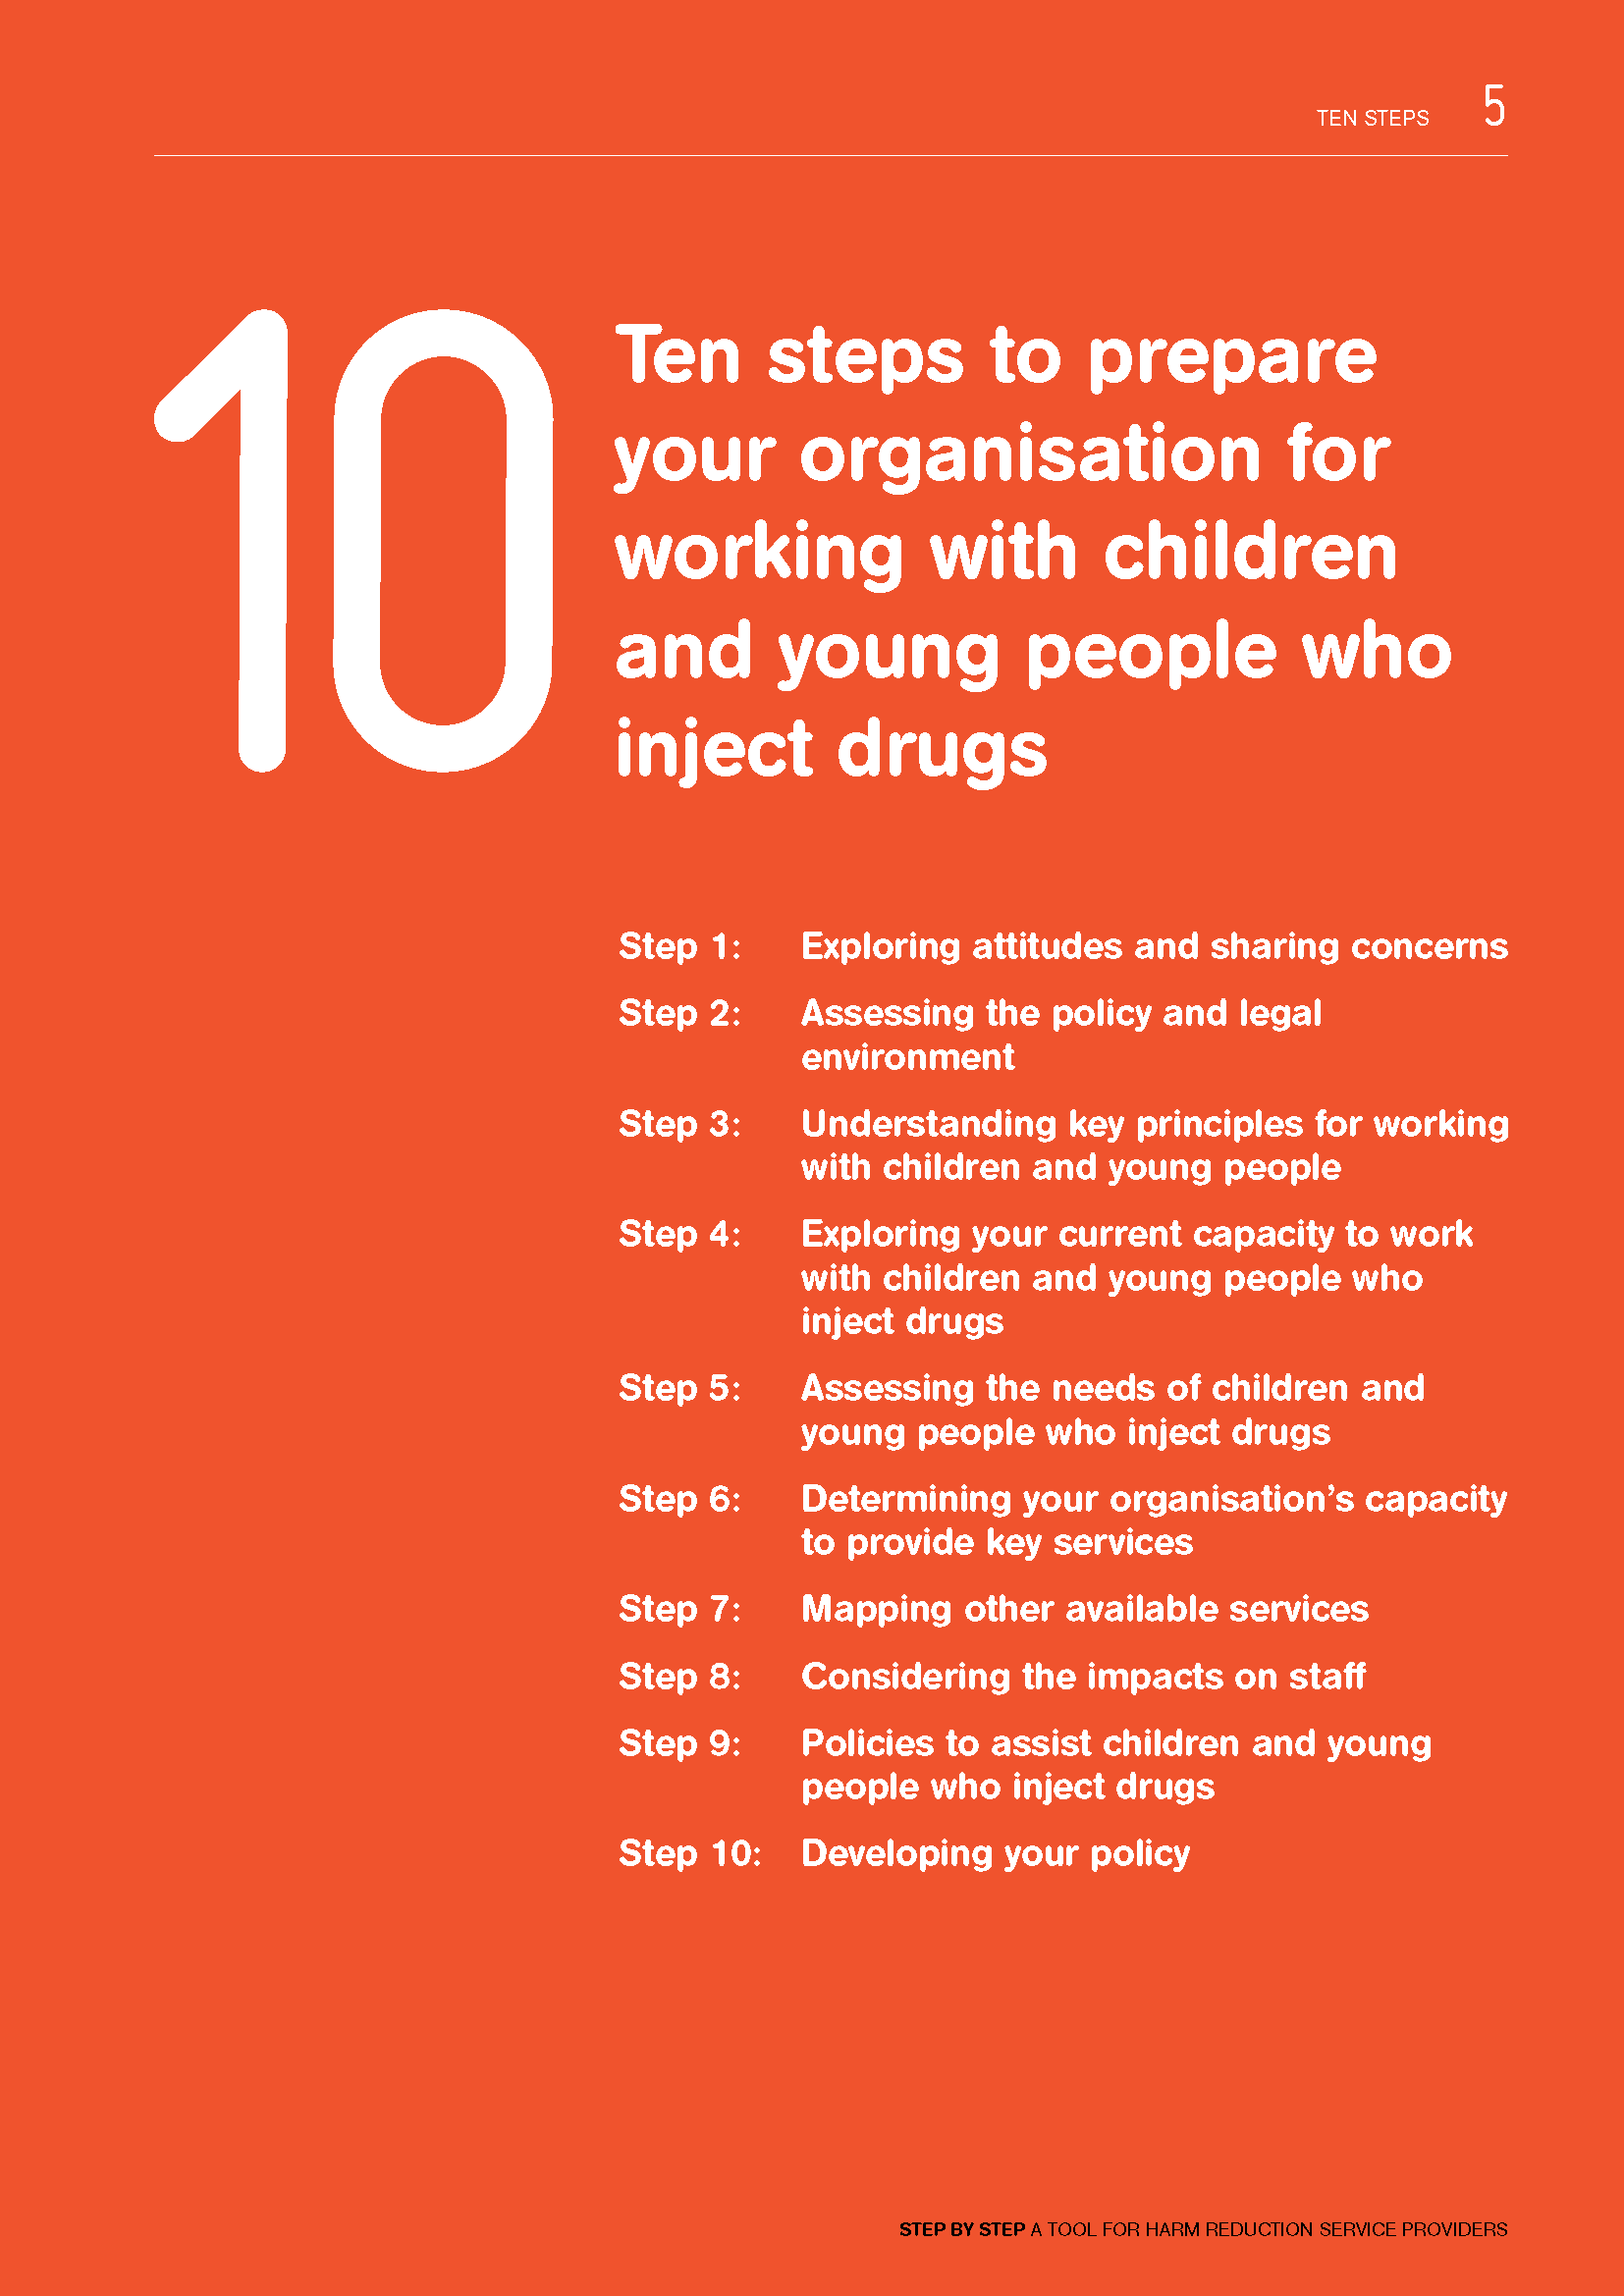 TEN STEPS 5
10
Ten steps to prepare
your organisation for
working with children
and young people who
inject drugs
Step 1: Exploring attitudes and sharing concerns
Step 2: Assessing the policy and legal
environment
Step 3: Understanding key principles for working
with children and young people
Step 4: Exploring your current capacity to work
with children and young people who
inject drugs
Step 5: Assessing the needs of children and
young people who inject drugs
Step 6: Determining your organisation’s capacity
to provide key services
Step 7: Mapping other available services
Step 8: Considering the impacts on staff
Step 9: Policies to assist children and young
people who inject drugs
Step 10: Developing your policy
STEP BY STEP A TOOL FOR HARM REDUCTION SERVICE PROVIDERS